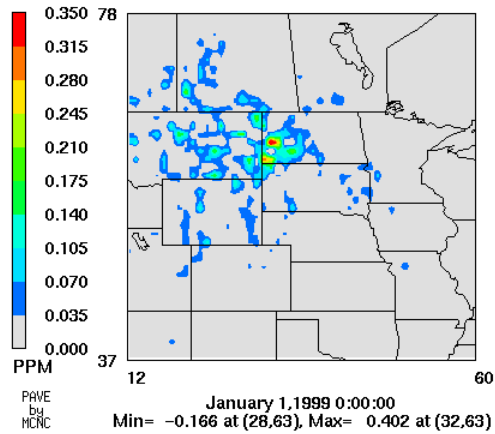 0.350
0.315
0.280
0.245
0.210
0.175
0.140
0.105
0.070
0.035
0.000
PPM
PAVE
by
MCNC
78
37
12
60
January 1,1999 0:00:00
Min= -0.166 at (28,63), Max= 0.402 at (32,63)